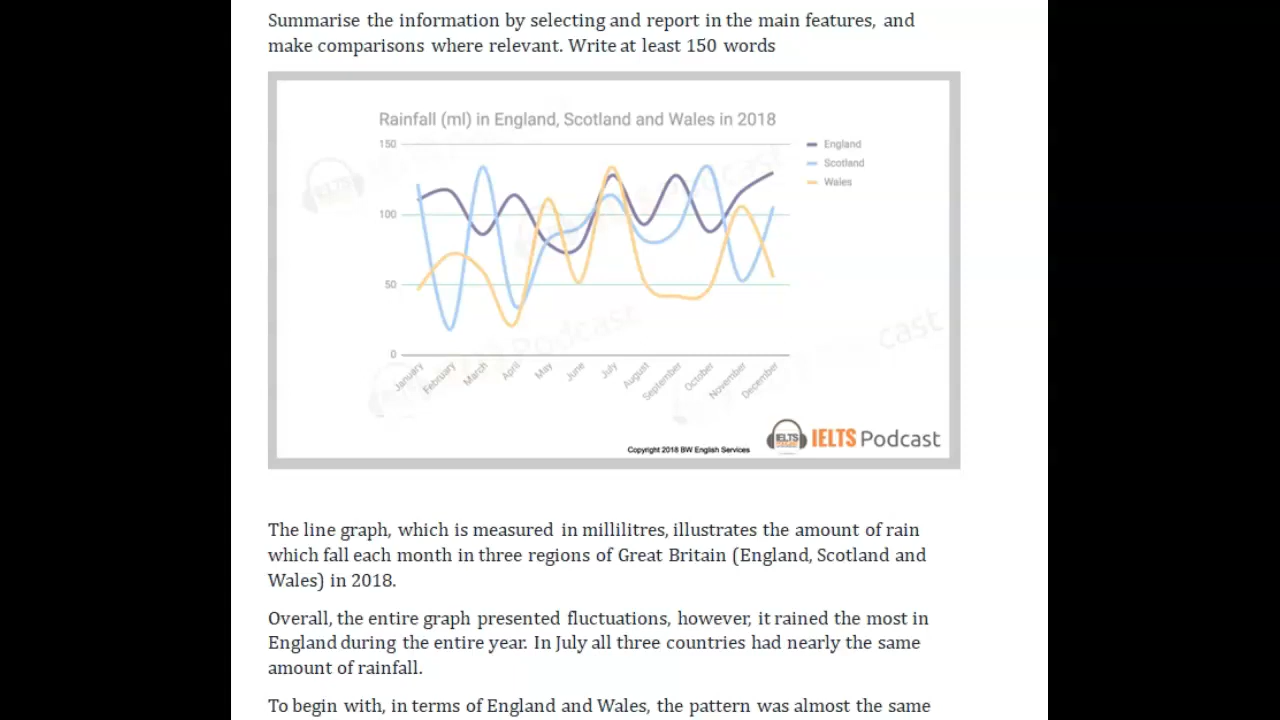 Summarise the information by selecting and report in the main features, and
make comparisons where relevant. Write at least 150 words
Rainfall (ml) in England, Scotland and Wales in 2018
150
100
50
0
England
Scotland
Wales
January
February
March
April
May
June
July
August
September
October
November
December
cast
Podcast
IELTS
IELTS Podcast
Copyright 2018 BW English Services
The line graph, which is measured in millilitres, illustrates the amount of rain
which fall each month in three regions of Great Britain (England, Scotland and
Wales) in 2018.
Overall, the entire graph presented fluctuations, however, it rained the most in
England during the entire year. In July all three countries had nearly the same
amount of rainfall.
To begin with, in terms of England and Wales, the pattern was almost the same